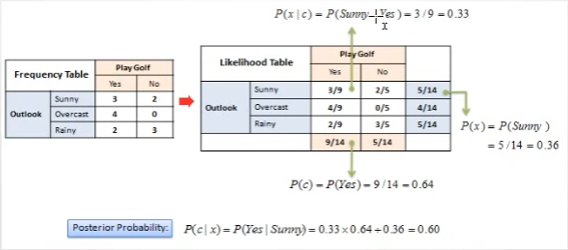 P(x | c) = P(Sunny | Yes) = 3 / 9 = 0.33
Frequency Table
Play Golf
Yes No
Outlook
Sunny 3 2
Overcast 4 0
Rainy 2 3
Likelihood Table
Play Golf
Yes No
Outlook
Sunny 3/9 2/5 5/14
Overcast 4/9 0/5 4/14
Rainy 2/9 3/5 5/14
9/14 5/14
P(x) = P(Sunny )
= 5 / 14 = 0.36
P(c) = P(Yes) = 9 / 14 = 0.64
Posterior Probability: P(c | x) = P(Yes | Sunny) = 0.33 × 0.64 ÷ 0.36 = 0.60